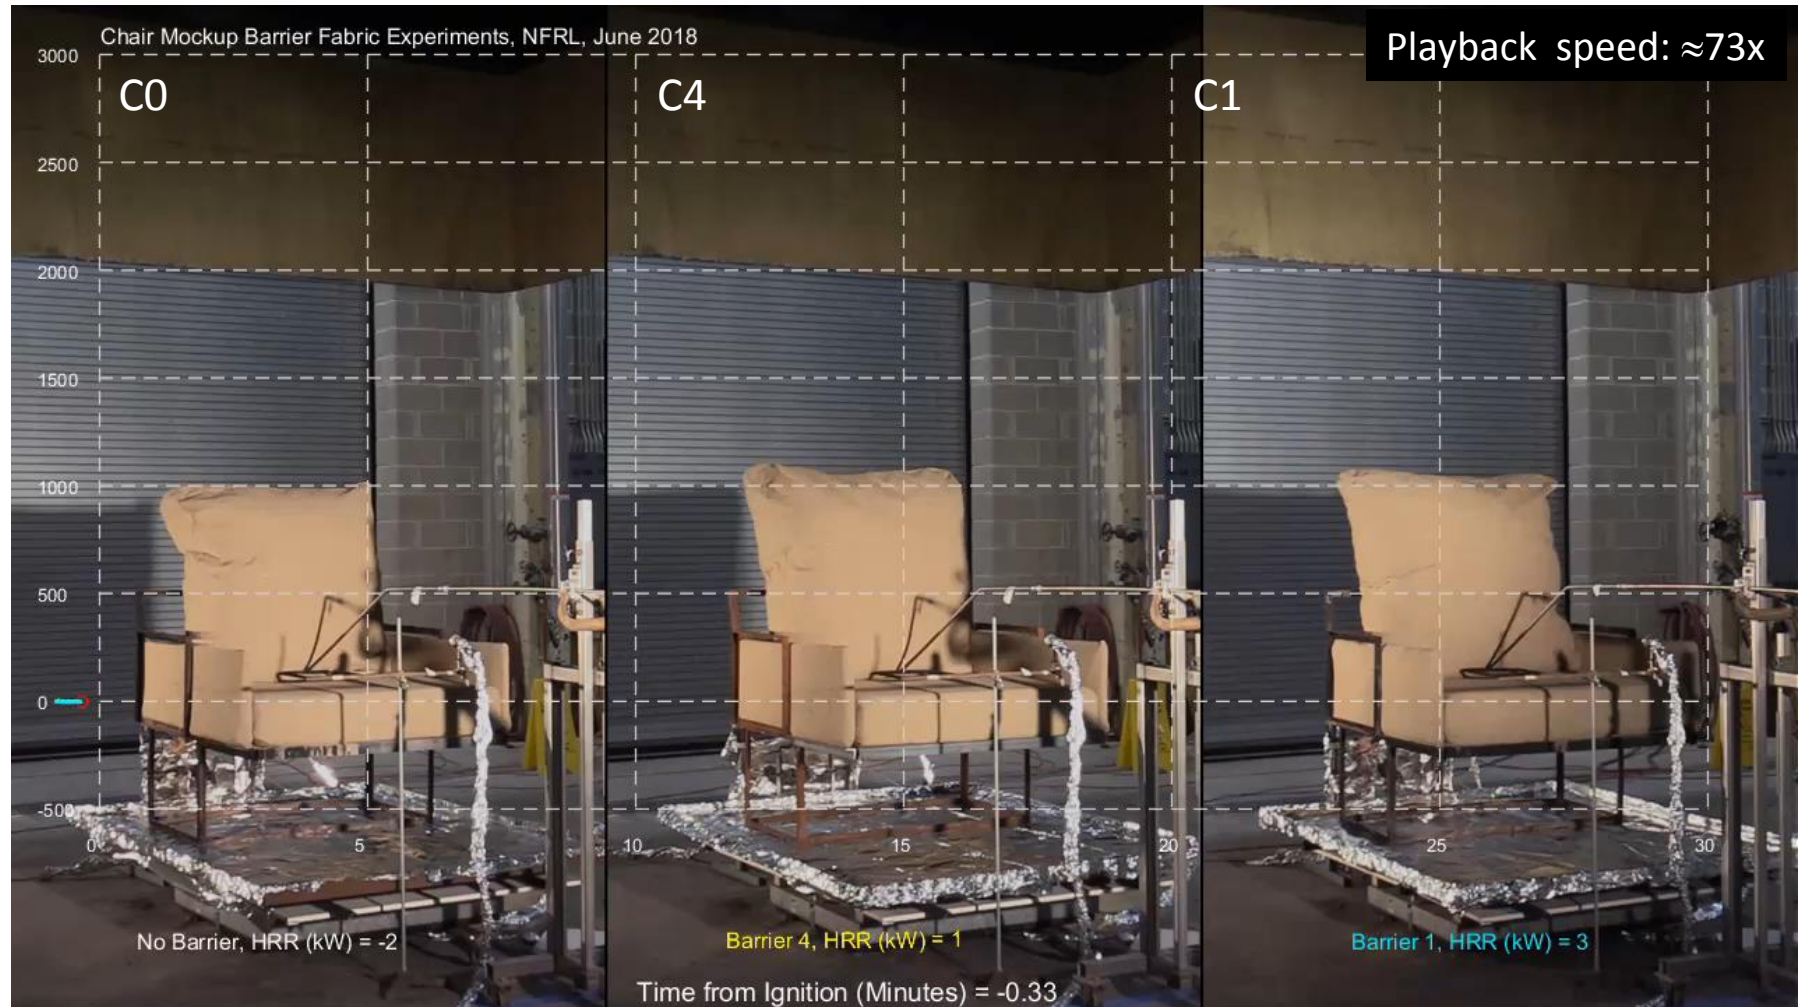 Chair Mockup Barrier Fabric Experiments, NFRL, June 2018
Playback speed: ≈73x
C0
C4
C1
3000
2500
2000
1500
1000
500
0
-500
0 5 10 15 20 25 30
No Barrier, HRR (kW) = -2
Barrier 4, HRR (kW) = 1
Barrier 1, HRR (kW) = 3
Time from Ignition (Minutes) = -0.33